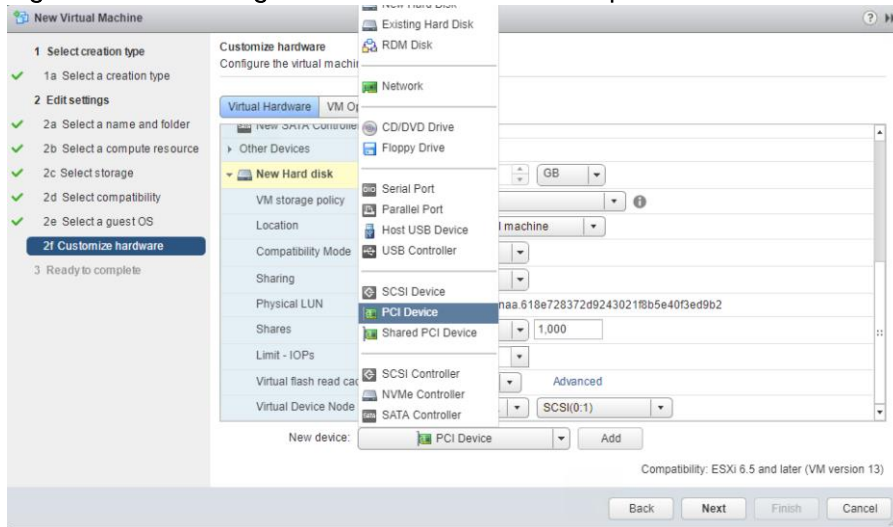 New Virtual Machine
1 Select creation type
1a Select a creation type
2 Edit settings
2a Select a name and folder
2b Select a compute resource
2c Select storage
2d Select compatibility
2e Select a guest OS
2f Customize hardware
3 Ready to complete
Customize hardware
Configure the virtual machin
Virtual Hardware VM Op
New SATA Controlle
Other Devices
New Hard disk GB
VM storage policy
Location l machine
Compatibility Mode
Sharing
Physical LUN naa.618e728372d9243021f8b5e40f3ed9b2
Shares 1,000
Limit - IOPs
Virtual flash read cac Advanced
Virtual Device Node SCSI(0:1)
New Hard Disk
Existing Hard Disk
RDM Disk
Network
CD/DVD Drive
Floppy Drive
Serial Port
Parallel Port
Host USB Device
USB Controller
SCSI Device
PCI Device
Shared PCI Device
SCSI Controller
NVMe Controller
SATA Controller
New device: PCI Device Add
Compatibility: ESXi 6.5 and later (VM version 13)
Back Next Finish Cancel